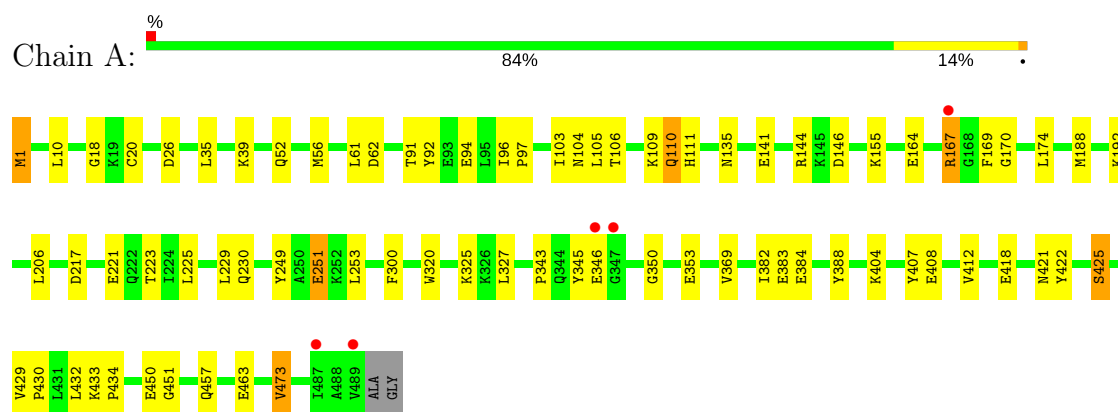 %
Chain A:
84% 14% •
M1 L10 G18 K19 C20 D26 L35 K39 Q52 M56 L61 D62 T91 Y92 E93 E94 L95 I96 P97 I103 N104 L105 T106 K109 Q110 H111 N135 E141 R144 K145 D146 K155 E164 R167 G168 F169 G170 L174 M188 K192
L206 D217 E221 Q222 T223 I224 L225 L229 Q230 Y249 A250 E251 K252 L253 F300 W320 K325 K326 L327 P343 Q344 Y345 E346 G347 G350 E353 V369 I382 E383 E384 Y388 K404 Y407 E408 V412 E418 N421 Y422 S425
V429 P430 L431 L432 K433 P434 E450 G451 Q457 E463 V473 I487 A488 V489 ALA GLY